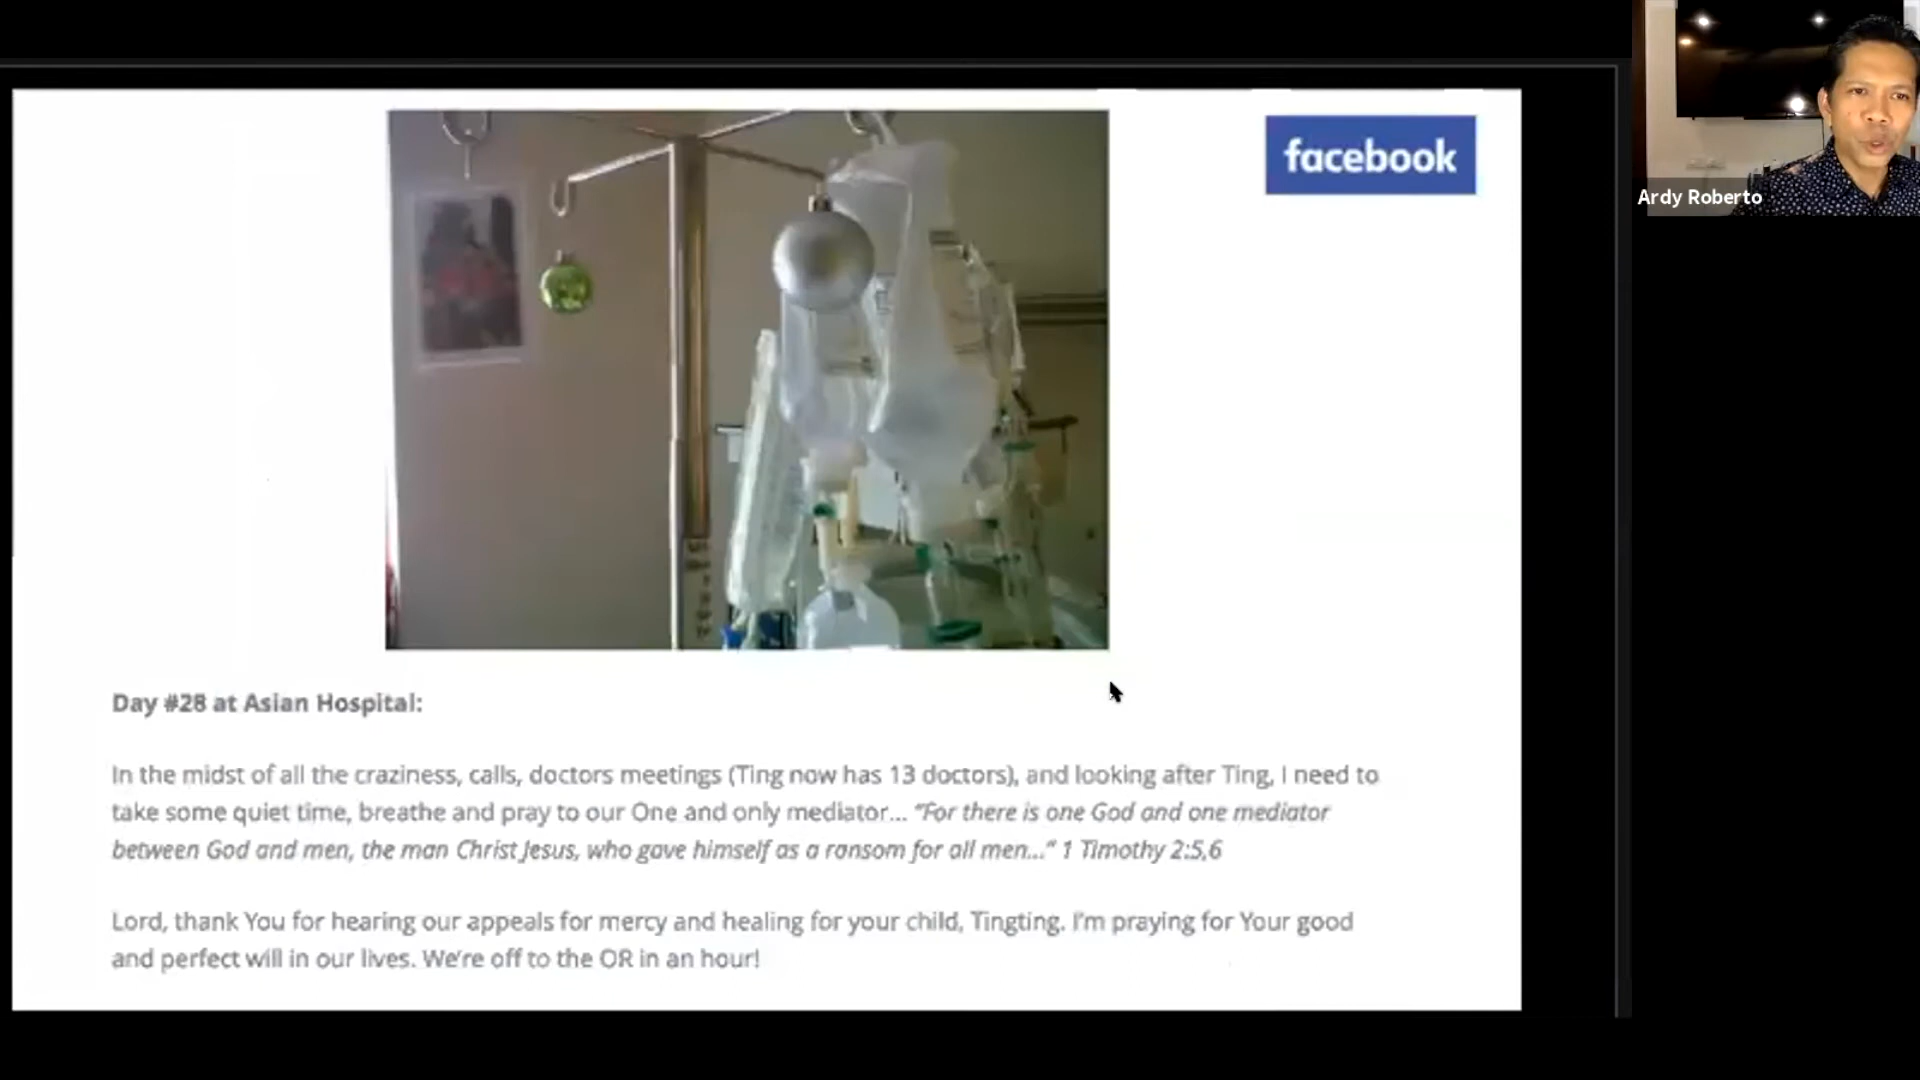 facebook
Ardy Roberto
Day #28 at Asian Hospital:
In the midst of all the craziness, calls, doctors meetings (Ting now has 13 doctors), and looking after Ting, I need to
take some quiet time, breathe and pray to our One and only mediator... “For there is one God and one mediator
between God and men, the man Christ Jesus, who gave himself as a ransom for all men...” 1 Timothy 2:5,6
Lord, thank You for hearing our appeals for mercy and healing for your child, Tingting. I'm praying for Your good
and perfect will in our lives. We're off to the OR in an hour!